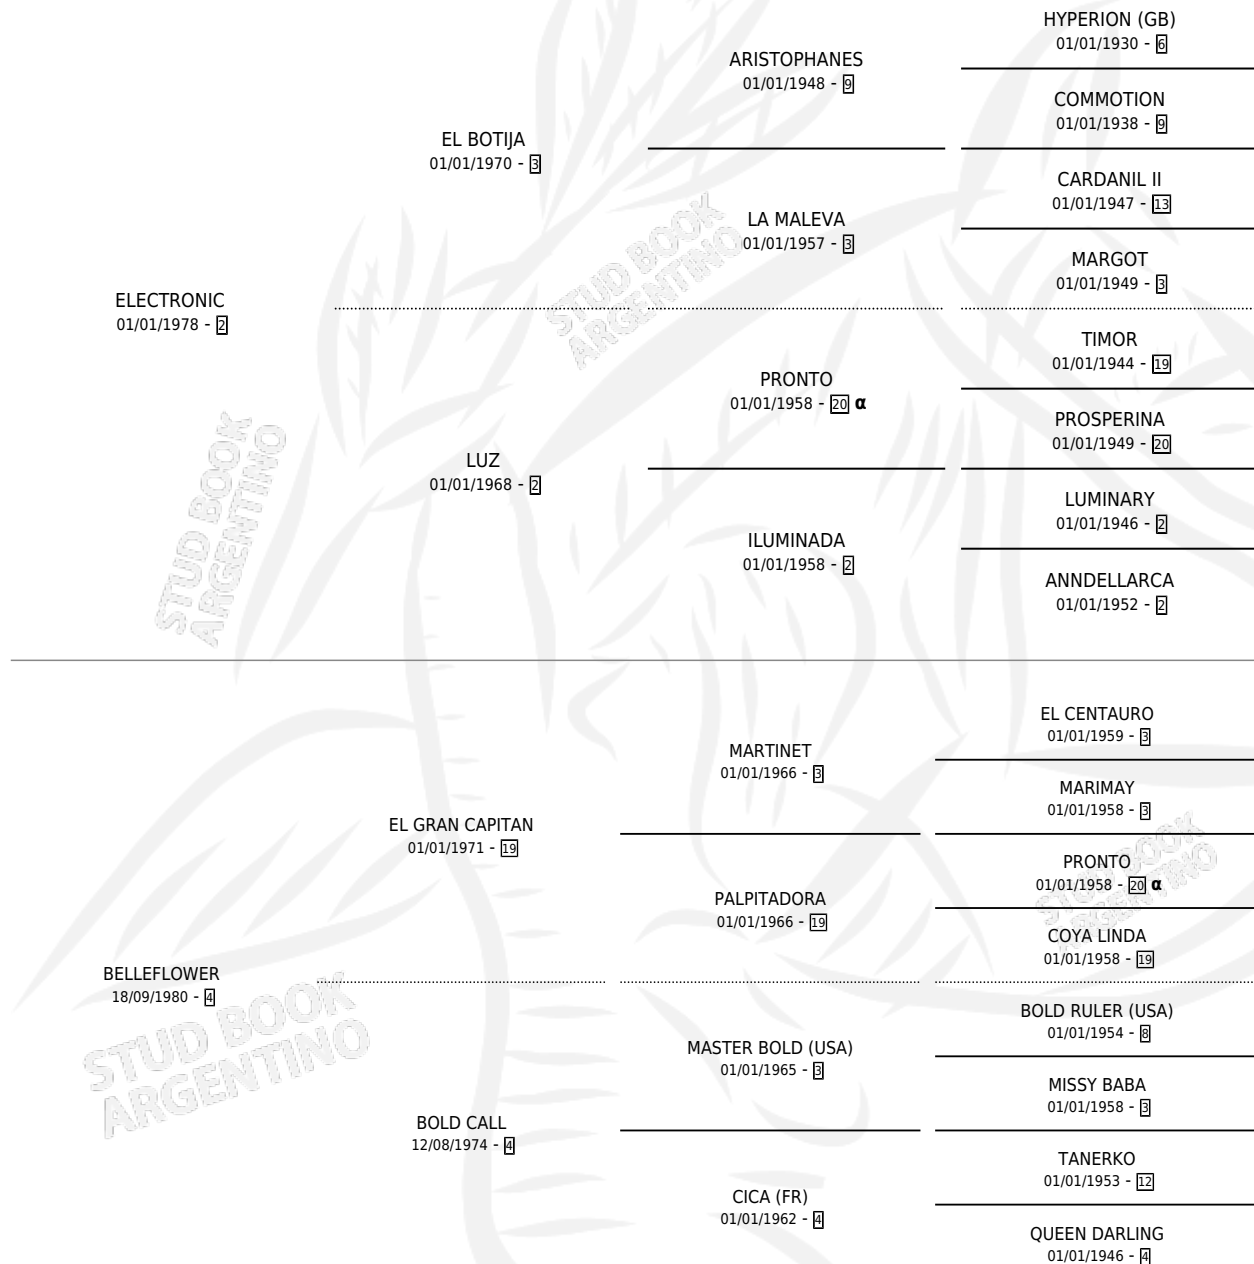 HYPERION (GB)
01/01/1930 - 6
ARISTOPHANES
01/01/1948 - 9
COMMOTION
01/01/1938 - 9
EL BOTIJA
01/01/1970 - 3
CARDANIL II
01/01/1947 - 13
LA MALEVA
01/01/1957 - 3
MARGOT
01/01/1949 - 3
STUD BOOK
ARGENTINO
ELECTRONIC
01/01/1978 - 2
TIMOR
01/01/1944 - 19
PRONTO
01/01/1958 - 20 α
PROSPERINA
01/01/1949 - 20
LUZ
01/01/1968 - 2
LUMINARY
01/01/1946 - 2
ILUMINADA
01/01/1958 - 2
ANNDELLARCA
01/01/1952 - 2
STUD BOOK
ARGENTINO
EL CENTAURO
01/01/1959 - 3
MARTINET
01/01/1966 - 3
MARIMAY
01/01/1958 - 3
EL GRAN CAPITAN
01/01/1971 - 19
PRONTO
01/01/1958 - 20 α
PALPITADORA
01/01/1966 - 19
COYA LINDA
01/01/1958 - 19
STUD BOOK
ARGENTINO
BELLEFLOWER
18/09/1980 - 4
BOLD RULER (USA)
01/01/1954 - 8
MASTER BOLD (USA)
01/01/1965 - 3
MISSY BABA
01/01/1958 - 3
STUD BOOK
ARGENTINO
BOLD CALL
12/08/1974 - 4
TANERKO
01/01/1953 - 12
CICA (FR)
01/01/1962 - 4
QUEEN DARLING
01/01/1946 - 4